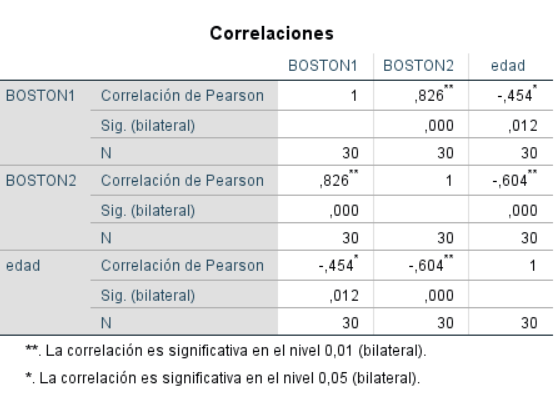 Correlaciones
BOSTON1 BOSTON2 edad
BOSTON1 Correlación de Pearson 1 ,826** -,454*
Sig. (bilateral) ,000 ,012
N 30 30 30
BOSTON2 Correlación de Pearson ,826** 1 -,604**
Sig. (bilateral) ,000 ,000
N 30 30 30
edad Correlación de Pearson -,454* -,604** 1
Sig. (bilateral) ,012 ,000
N 30 30 30
**. La correlación es significativa en el nivel 0,01 (bilateral).
*. La correlación es significativa en el nivel 0,05 (bilateral).